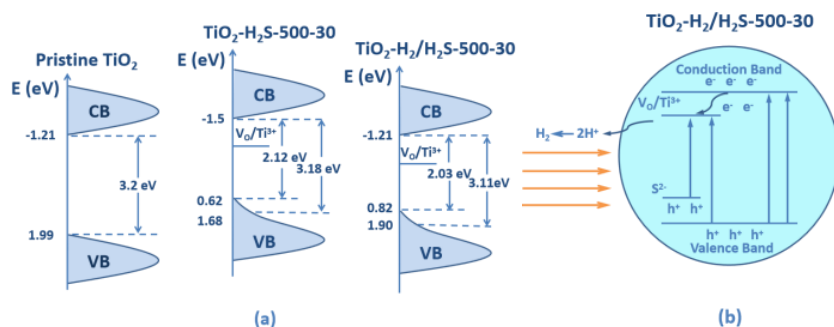 Pristine TiO₂
E (eV)
CB
-1.21
3.2 eV
1.99
VB
TiO₂-H₂S-500-30
E (eV)
CB
-1.5
V_O/Ti³⁺
2.12 eV
3.18 eV
0.62
1.68
VB
(a)
TiO₂-H₂/H₂S-500-30
E (eV)
CB
-1.21
V_O/Ti³⁺
2.03 eV
3.11eV
0.82
1.90
VB
TiO₂-H₂/H₂S-500-30
Conduction Band
e⁻ e⁻ e⁻
V_O/Ti³⁺
e⁻ e⁻
H₂ 2H⁺
S²⁻
h⁺ h⁺
h⁺ h⁺ h⁺
Valence Band
(b)